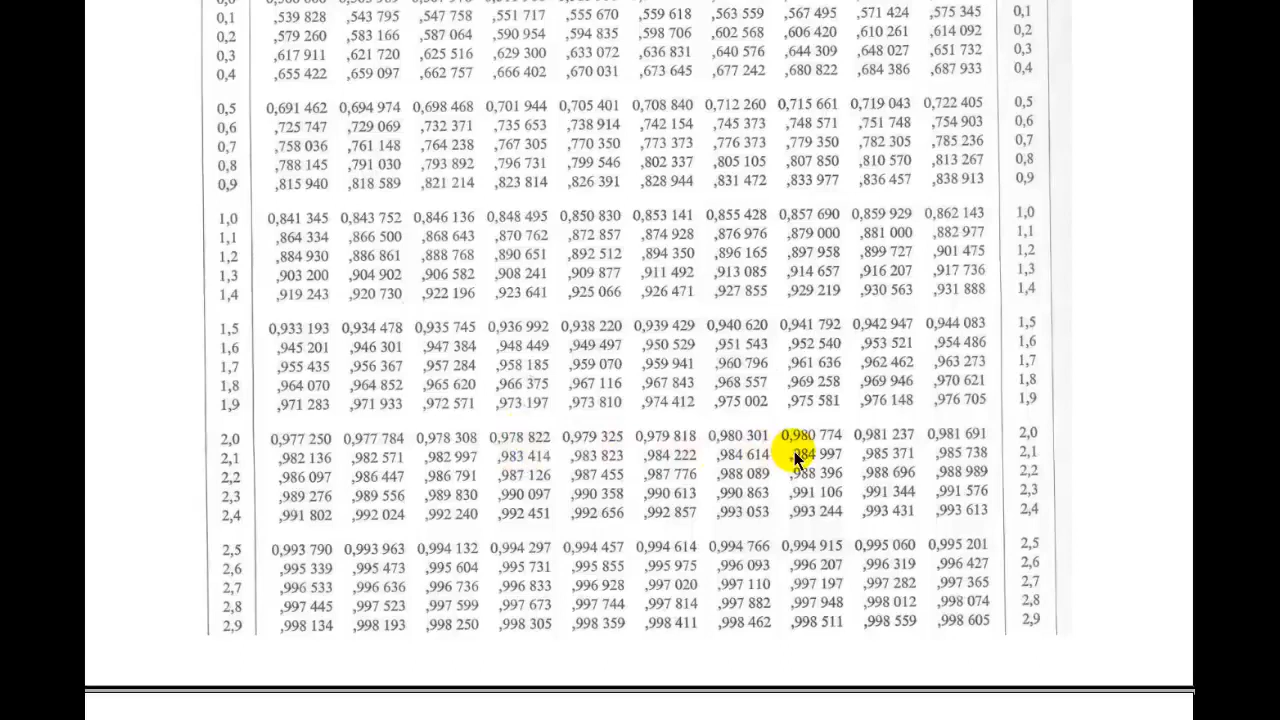 0,1 ,539 828 ,543 795 ,547 758 ,551 717 ,555 670 ,559 618 ,563 559 ,567 495 ,571 424 ,575 345 0,1
0,2 ,579 260 ,583 166 ,587 064 ,590 954 ,594 835 ,598 706 ,602 568 ,606 420 ,610 261 ,614 092 0,2
0,3 ,617 911 ,621 720 ,625 516 ,629 300 ,633 072 ,636 831 ,640 576 ,644 309 ,648 027 ,651 732 0,3
0,4 ,655 422 ,659 097 ,662 757 ,666 402 ,670 031 ,673 645 ,677 242 ,680 822 ,684 386 ,687 933 0,4
0,5 0,691 462 0,694 974 0,698 468 0,701 944 0,705 401 0,708 840 0,712 260 0,715 661 0,719 043 0,722 405 0,5
0,6 ,725 747 ,729 069 ,732 371 ,735 653 ,738 914 ,742 154 ,745 373 ,748 571 ,751 748 ,754 903 0,6
0,7 ,758 036 ,761 148 ,764 238 ,767 305 ,770 350 ,773 373 ,776 373 ,779 350 ,782 305 ,785 236 0,7
0,8 ,788 145 ,791 030 ,793 892 ,796 731 ,799 546 ,802 337 ,805 105 ,807 850 ,810 570 ,813 267 0,8
0,9 ,815 940 ,818 589 ,821 214 ,823 814 ,826 391 ,828 944 ,831 472 ,833 977 ,836 457 ,838 913 0,9
1,0 0,841 345 0,843 752 0,846 136 0,848 495 0,850 830 0,853 141 0,855 428 0,857 690 0,859 929 0,862 143 1,0
1,1 ,864 334 ,866 500 ,868 643 ,870 762 ,872 857 ,874 928 ,876 976 ,879 000 ,881 000 ,882 977 1,1
1,2 ,884 930 ,886 861 ,888 768 ,890 651 ,892 512 ,894 350 ,896 165 ,897 958 ,899 727 ,901 475 1,2
1,3 ,903 200 ,904 902 ,906 582 ,908 241 ,909 877 ,911 492 ,913 085 ,914 657 ,916 207 ,917 736 1,3
1,4 ,919 243 ,920 730 ,922 196 ,923 641 ,925 066 ,926 471 ,927 855 ,929 219 ,930 563 ,931 888 1,4
1,5 0,933 193 0,934 478 0,935 745 0,936 992 0,938 220 0,939 429 0,940 620 0,941 792 0,942 947 0,944 083 1,5
1,6 ,945 201 ,946 301 ,947 384 ,948 449 ,949 497 ,950 529 ,951 543 ,952 540 ,953 521 ,954 486 1,6
1,7 ,955 435 ,956 367 ,957 284 ,958 185 ,959 070 ,959 941 ,960 796 ,961 636 ,962 462 ,963 273 1,7
1,8 ,964 070 ,964 852 ,965 620 ,966 375 ,967 116 ,967 843 ,968 557 ,969 258 ,969 946 ,970 621 1,8
1,9 ,971 283 ,971 933 ,972 571 ,973 197 ,973 810 ,974 412 ,975 002 ,975 581 ,976 148 ,976 705 1,9
2,0 0,977 250 0,977 784 0,978 308 0,978 822 0,979 325 0,979 818 0,980 301 0,980 774 0,981 237 0,981 691 2,0
2,1 ,982 136 ,982 571 ,982 997 ,983 414 ,983 823 ,984 222 ,984 614 ,984 997 ,985 371 ,985 738 2,1
2,2 ,986 097 ,986 447 ,986 791 ,987 126 ,987 455 ,987 776 ,988 089 ,988 396 ,988 696 ,988 989 2,2
2,3 ,989 276 ,989 556 ,989 830 ,990 097 ,990 358 ,990 613 ,990 863 ,991 106 ,991 344 ,991 576 2,3
2,4 ,991 802 ,992 024 ,992 240 ,992 451 ,992 656 ,992 857 ,993 053 ,993 244 ,993 431 ,993 613 2,4
2,5 0,993 790 0,993 963 0,994 132 0,994 297 0,994 457 0,994 614 0,994 766 0,994 915 0,995 060 0,995 201 2,5
2,6 ,995 339 ,995 473 ,995 604 ,995 731 ,995 855 ,995 975 ,996 093 ,996 207 ,996 319 ,996 427 2,6
2,7 ,996 533 ,996 636 ,996 736 ,996 833 ,996 928 ,997 020 ,997 110 ,997 197 ,997 282 ,997 365 2,7
2,8 ,997 445 ,997 523 ,997 599 ,997 673 ,997 744 ,997 814 ,997 882 ,997 948 ,998 012 ,998 074 2,8
2,9 ,998 134 ,998 193 ,998 250 ,998 305 ,998 359 ,998 411 ,998 462 ,998 511 ,998 559 ,998 605 2,9